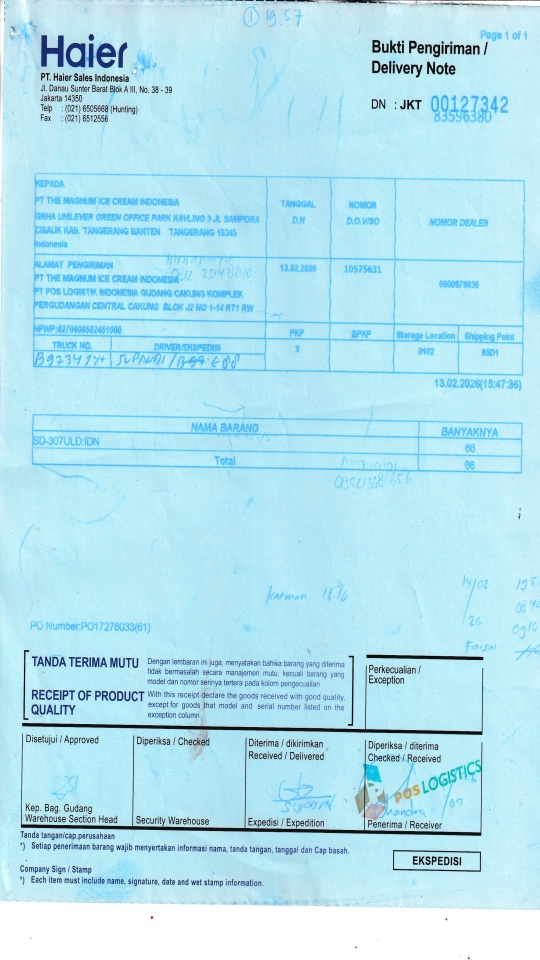 ① 19.57
Page 1 of 1
Haier
PT. Haier Sales Indonesia
Jl. Danau Sunter Barat Blok A III, No. 38 - 39
Jakarta 14350
Telp : (021) 6505668 (Hunting)
Fax : (021) 6512556
Bukti Pengiriman /
Delivery Note
DN : JKT 00127342
83596380
KEPADA
PT THE MAGNUM ICE CREAM INDONESIA
GRHA UNILEVER GREEN OFFICE PARK KAVLING 3 JL SAMPORA
CISAUK KAB. TANGERANG BANTEN TANGERANG 15345
Indonesia
TANGGAL
D.N
NOMOR
D.O.V/SO
NOMOR DEALER
ALAMAT PENGIRIMAN
PT THE MAGNUM ICE CREAM INDONESIA
PT POS LOGISTIK INDONESIA GUDANG CAKUNG KOMPLEK
PERGUDANGAN CENTRAL CAKUNG BLOK J2 NO 1-14 RT1 RW
13.02.2026
10575631
NPWP:0270600502451000
PKP
SPKP
Storege Location
Shipping Point
TRUCK NO.
DRIVER/EKSPEDISI
X
0102
65D1
13.02.2026(15:47:36)
NAMA BARANG
BANYAKNYA
SD-307ULD:IDN
66
Total
66
14/02
26
PO Number:PO17276033(61)
TANDA TERIMA MUTU
Dengan lembaran ini juga, menyatakan bahwa barang yang diterima
tidak bermasalah secara manajemen mutu, kecuali barang yang
model dan nomor serinya tertera pada kolom pengecualian
RECEIPT OF PRODUCT
QUALITY
With this receipt declare the goods received with good quality,
except for goods that model and serial number listed on the
exception column
Perkecualian /
Exception
Disetujui / Approved
Kep. Bag. Gudang
Warehouse Section Head
Diperiksa / Checked
Security Warehouse
Diterima / dikirimkan
Received / Delivered
Expedisi / Expedition
Diperiksa / diterima
Checked / Received
POS LOGISTICS
Penerima / Receiver
Tanda tangan/cap.perusahaan
*) Setiap penerimaan barang wajib menyertakan informasi nama, tanda tangan, tanggal dan Cap basah.
EKSPEDISI
Company Sign / Stamp
*) Each item must include name, signature, date and wet stamp information.